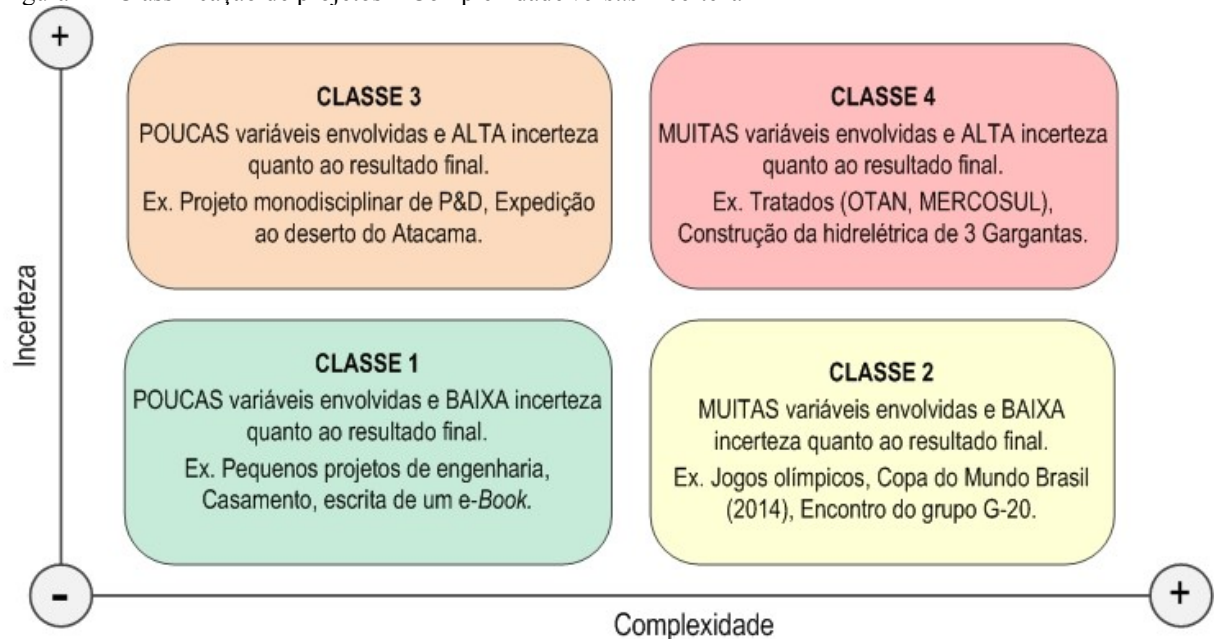 +
CLASSE 3
POUCAS variáveis envolvidas e ALTA incerteza
quanto ao resultado final.
Ex. Projeto monodisciplinar de P&D, Expedição
ao deserto do Atacama.
CLASSE 4
MUITAS variáveis envolvidas e ALTA incerteza
quanto ao resultado final.
Ex. Tratados (OTAN, MERCOSUL),
Construção da hidrelétrica de 3 Gargantas.
Incerteza
CLASSE 1
POUCAS variáveis envolvidas e BAIXA incerteza
quanto ao resultado final.
Ex. Pequenos projetos de engenharia,
Casamento, escrita de um e-Book.
CLASSE 2
MUITAS variáveis envolvidas e BAIXA
incerteza quanto ao resultado final.
Ex. Jogos olímpicos, Copa do Mundo Brasil
(2014), Encontro do grupo G-20.
-
+
Complexidade